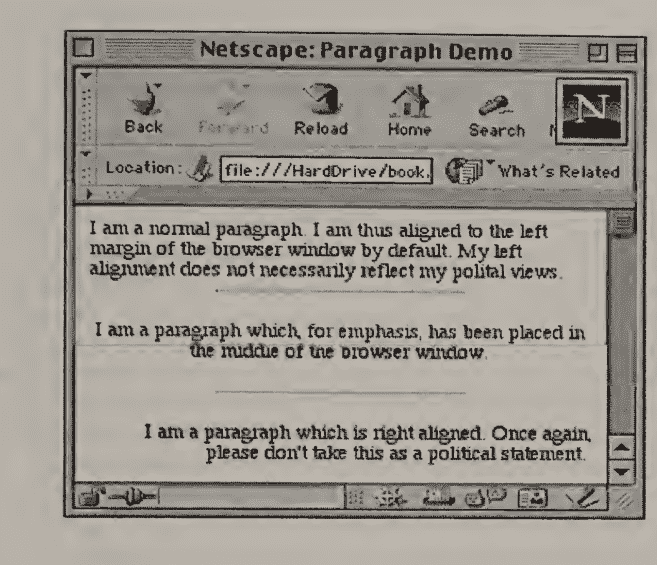 Netscape: Paragraph Demo
Back Forward Reload Home Search N
Location: file:///HardDrive/book. What's Related
I am a normal paragraph. I am thus aligned to the left
margin of the browser window by default. My left
alignment does not necessarily reflect my polital views.
I am a paragraph which, for emphasis, has been placed in
the middle of the browser window.
I am a paragraph which is right aligned. Once again,
please don't take this as a political statement.